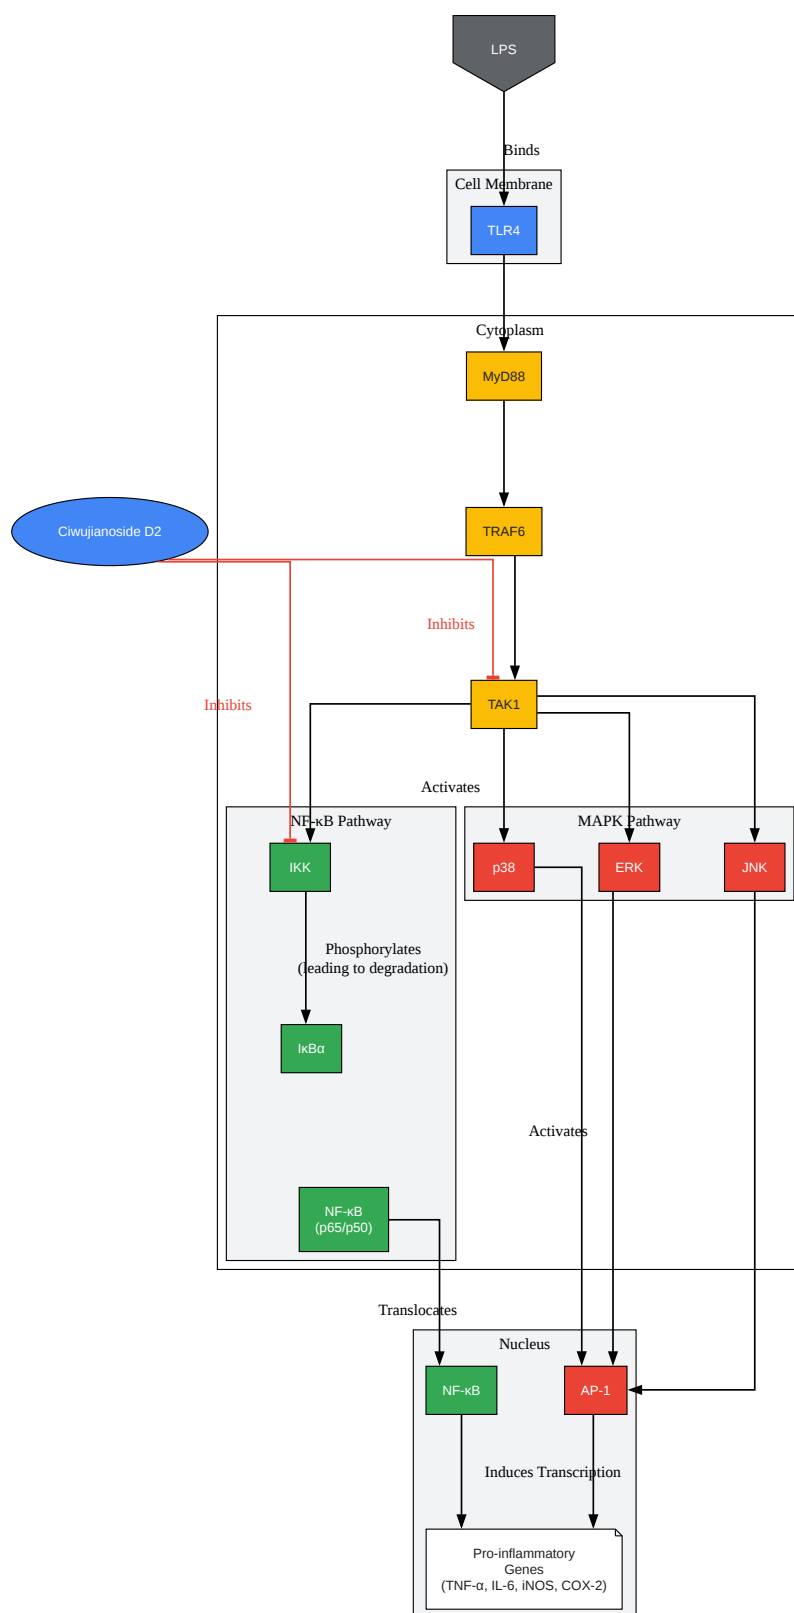 LPS
Binds
Cell Membrane
TLR4
Cytoplasm
MyD88
Ciwujianoside D2
TRAF6
Inhibits
Inhibits
TAK1
Activates
NF-κB Pathway
MAPK Pathway
IKK
p38
ERK
JNK
Phosphorylates
(leading to degradation)
IκBα
Activates
NF-κB
(p65/p50)
Translocates
Nucleus
NF-κB
AP-1
Induces Transcription
Pro-inflammatory
Genes
(TNF-α, IL-6, iNOS, COX-2)